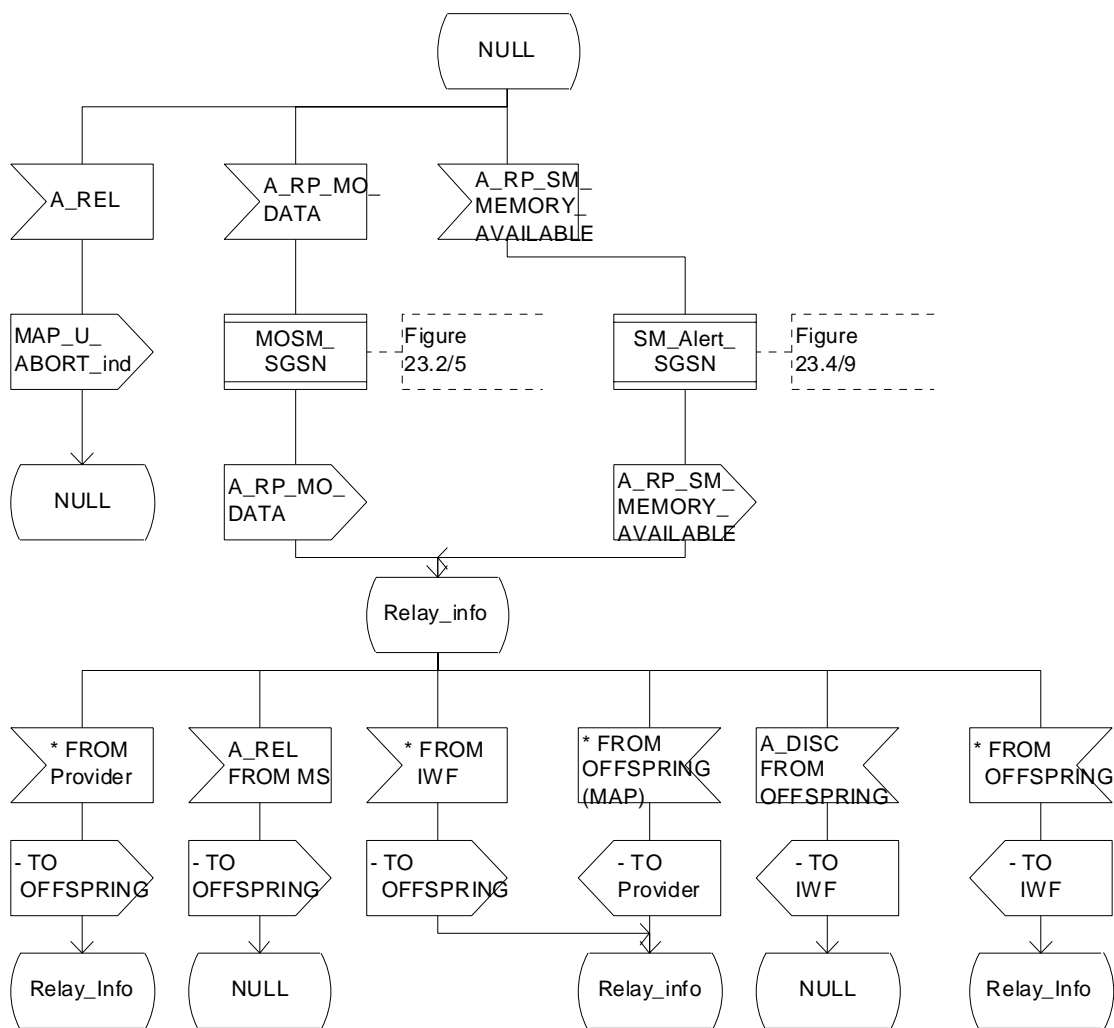 NULL
A_REL
A_RP_MO_
DATA
A_RP_SM_
MEMORY_
AVAILABLE
MAP_U_
ABORT_ind
MOSM_
SGSN
Figure
23.2/5
SM_Alert_
SGSN
Figure
23.4/9
NULL
A_RP_MO_
DATA
A_RP_SM_
MEMORY_
AVAILABLE
Relay_info
* FROM
Provider
A_REL
FROM MS
* FROM
IWF
* FROM
OFFSPRING
(MAP)
A_DISC
FROM
OFFSPRING
* FROM
OFFSPRING
- TO
OFFSPRING
- TO
OFFSPRING
- TO
OFFSPRING
- TO
Provider
- TO
IWF
- TO
IWF
Relay_Info
NULL
Relay_info
NULL
Relay_Info